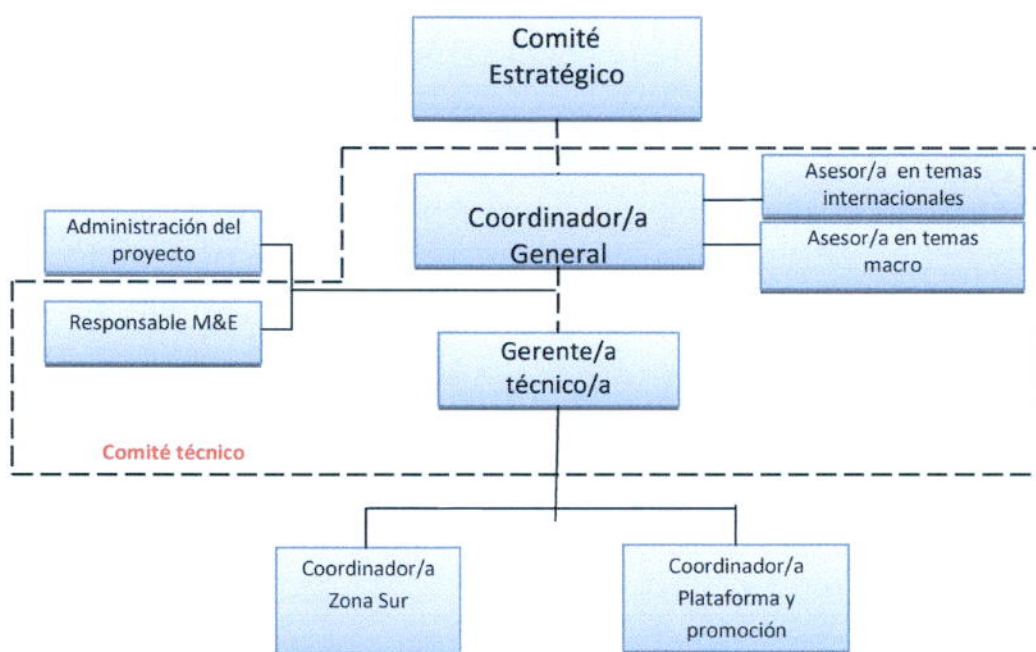 Comité
Estratégico
Coordinador/a
General
Asesor/a en temas
internacionales
Asesor/a en temas
macro
Administración del
proyecto
Responsable M&E
Gerente/a
técnico/a
Comité técnico
Coordinador/a
Zona Sur
Coordinador/a
Plataforma y
promoción